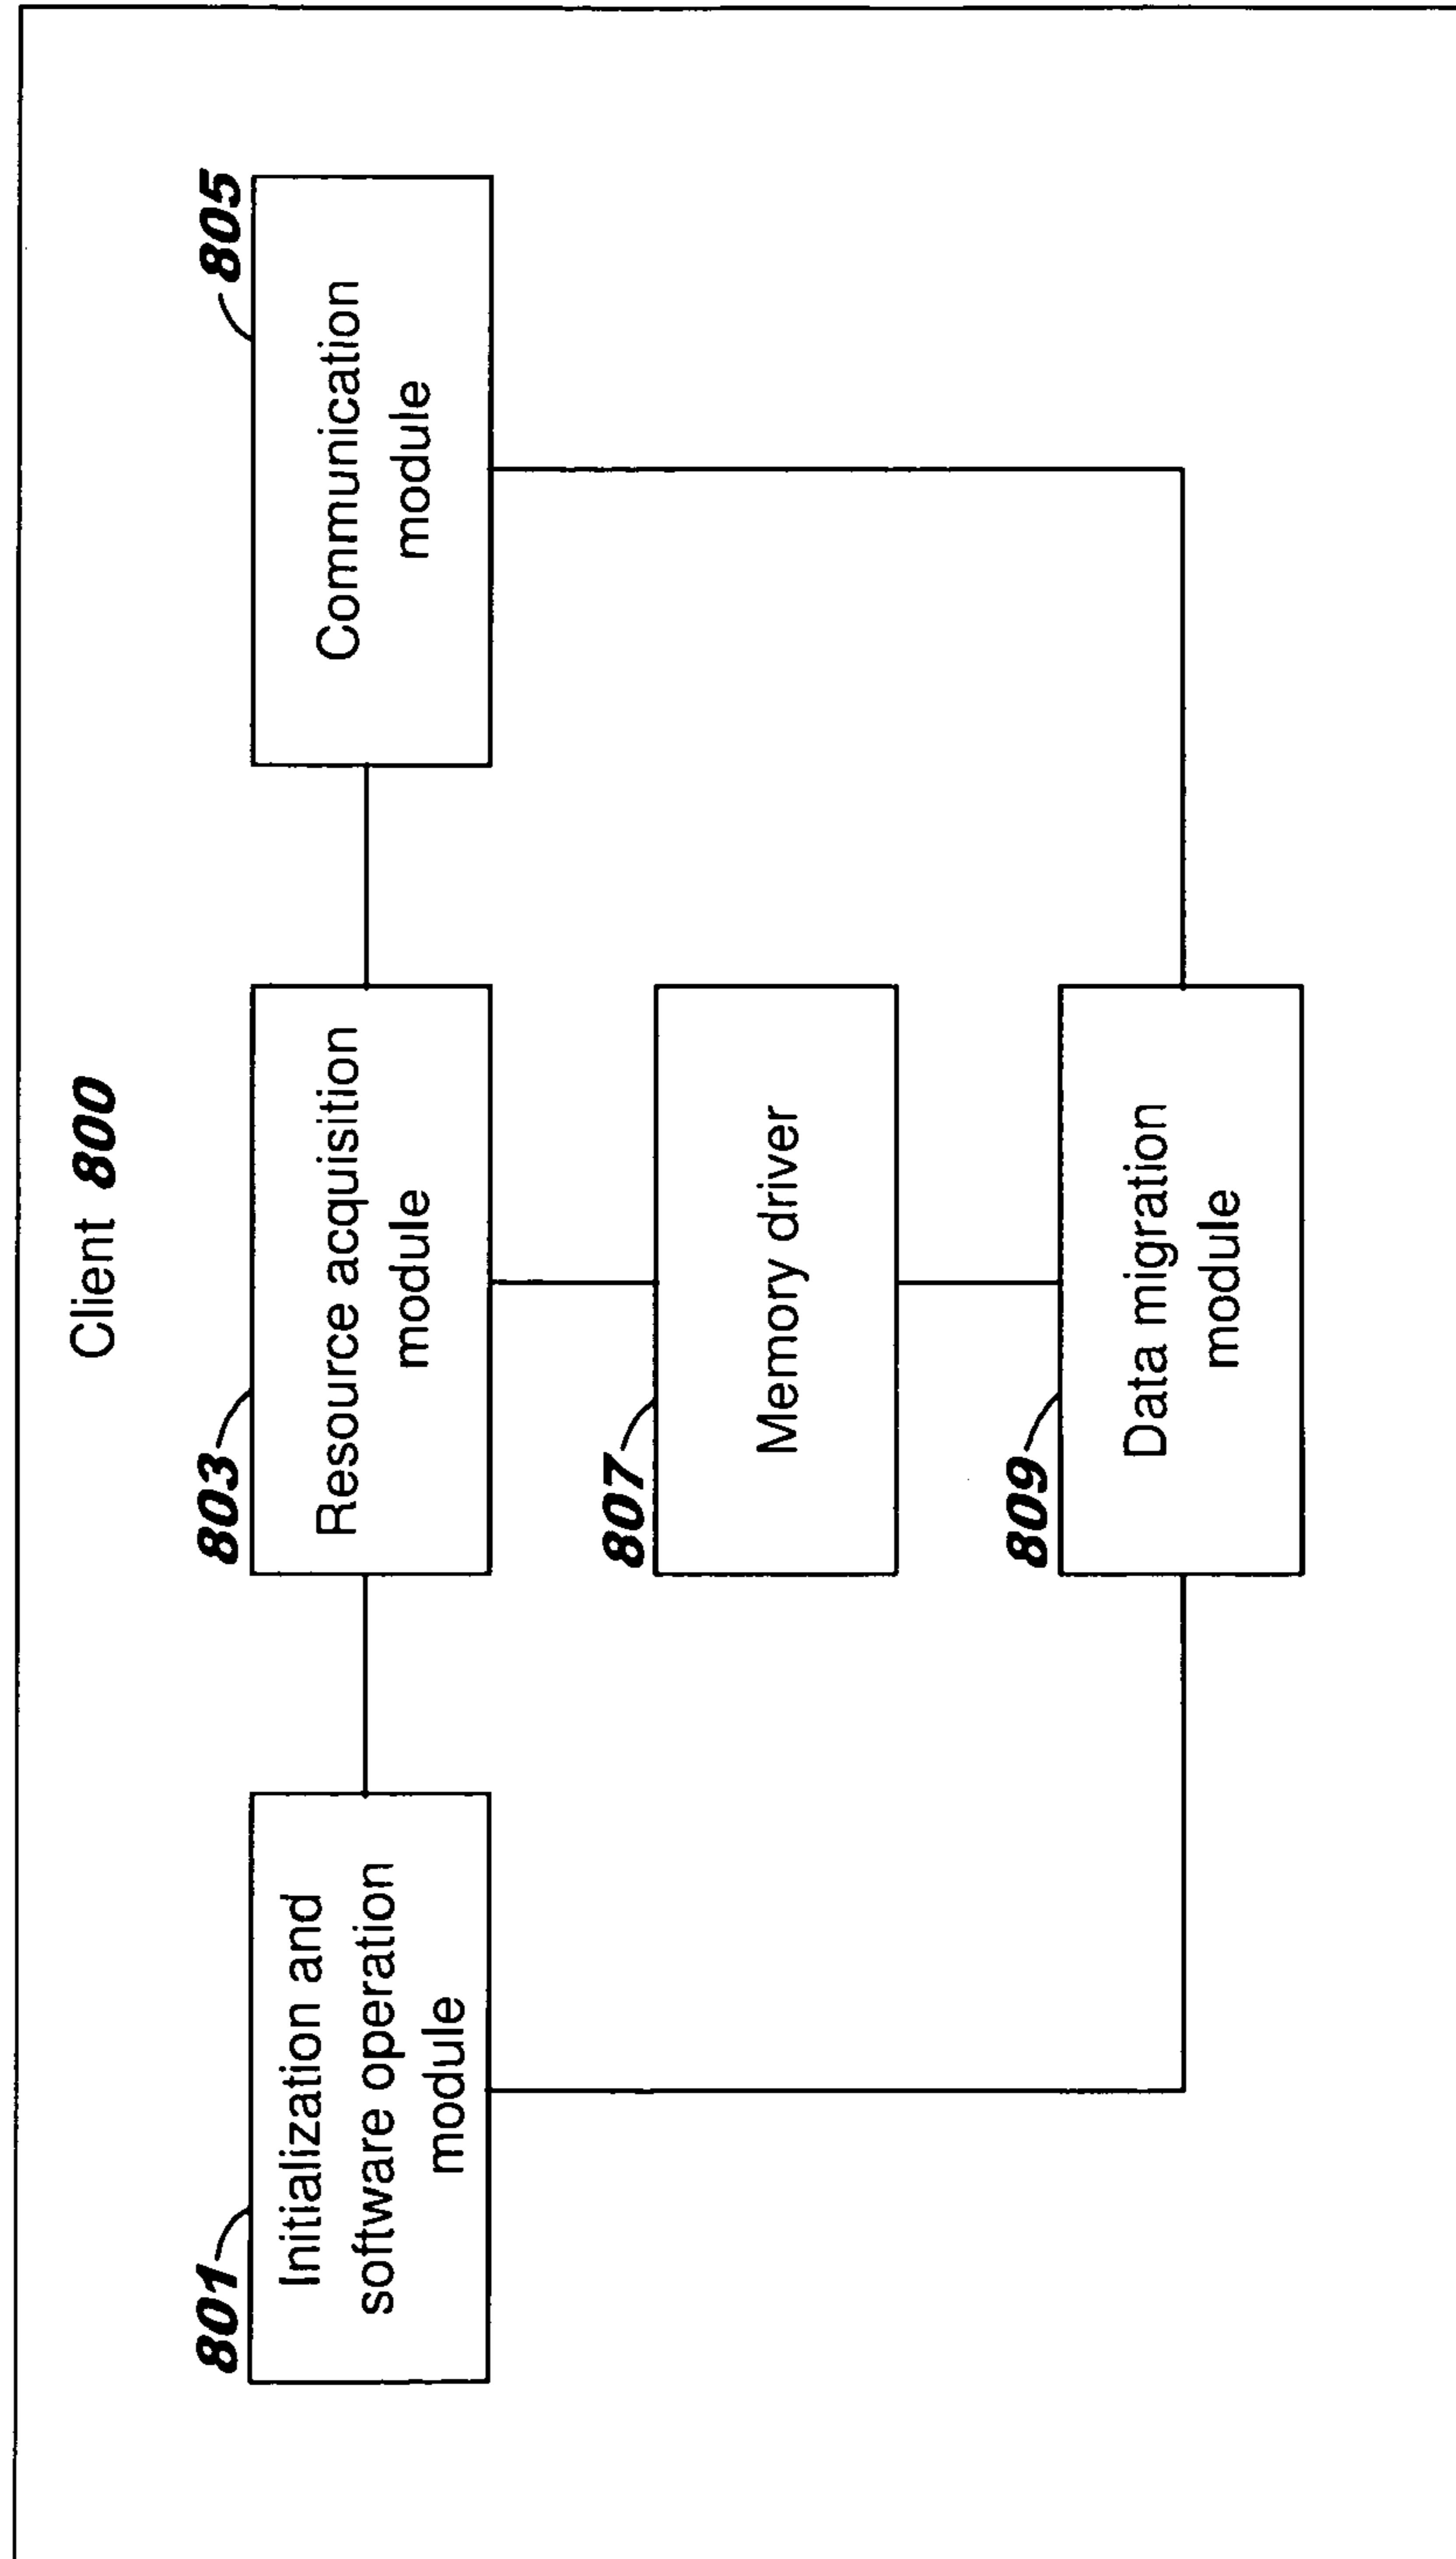 Client 800
801
Initialization and
software operation
module
803
Resource acquisition
module
805
Communication
module
807
Memory driver
809
Data migration
module